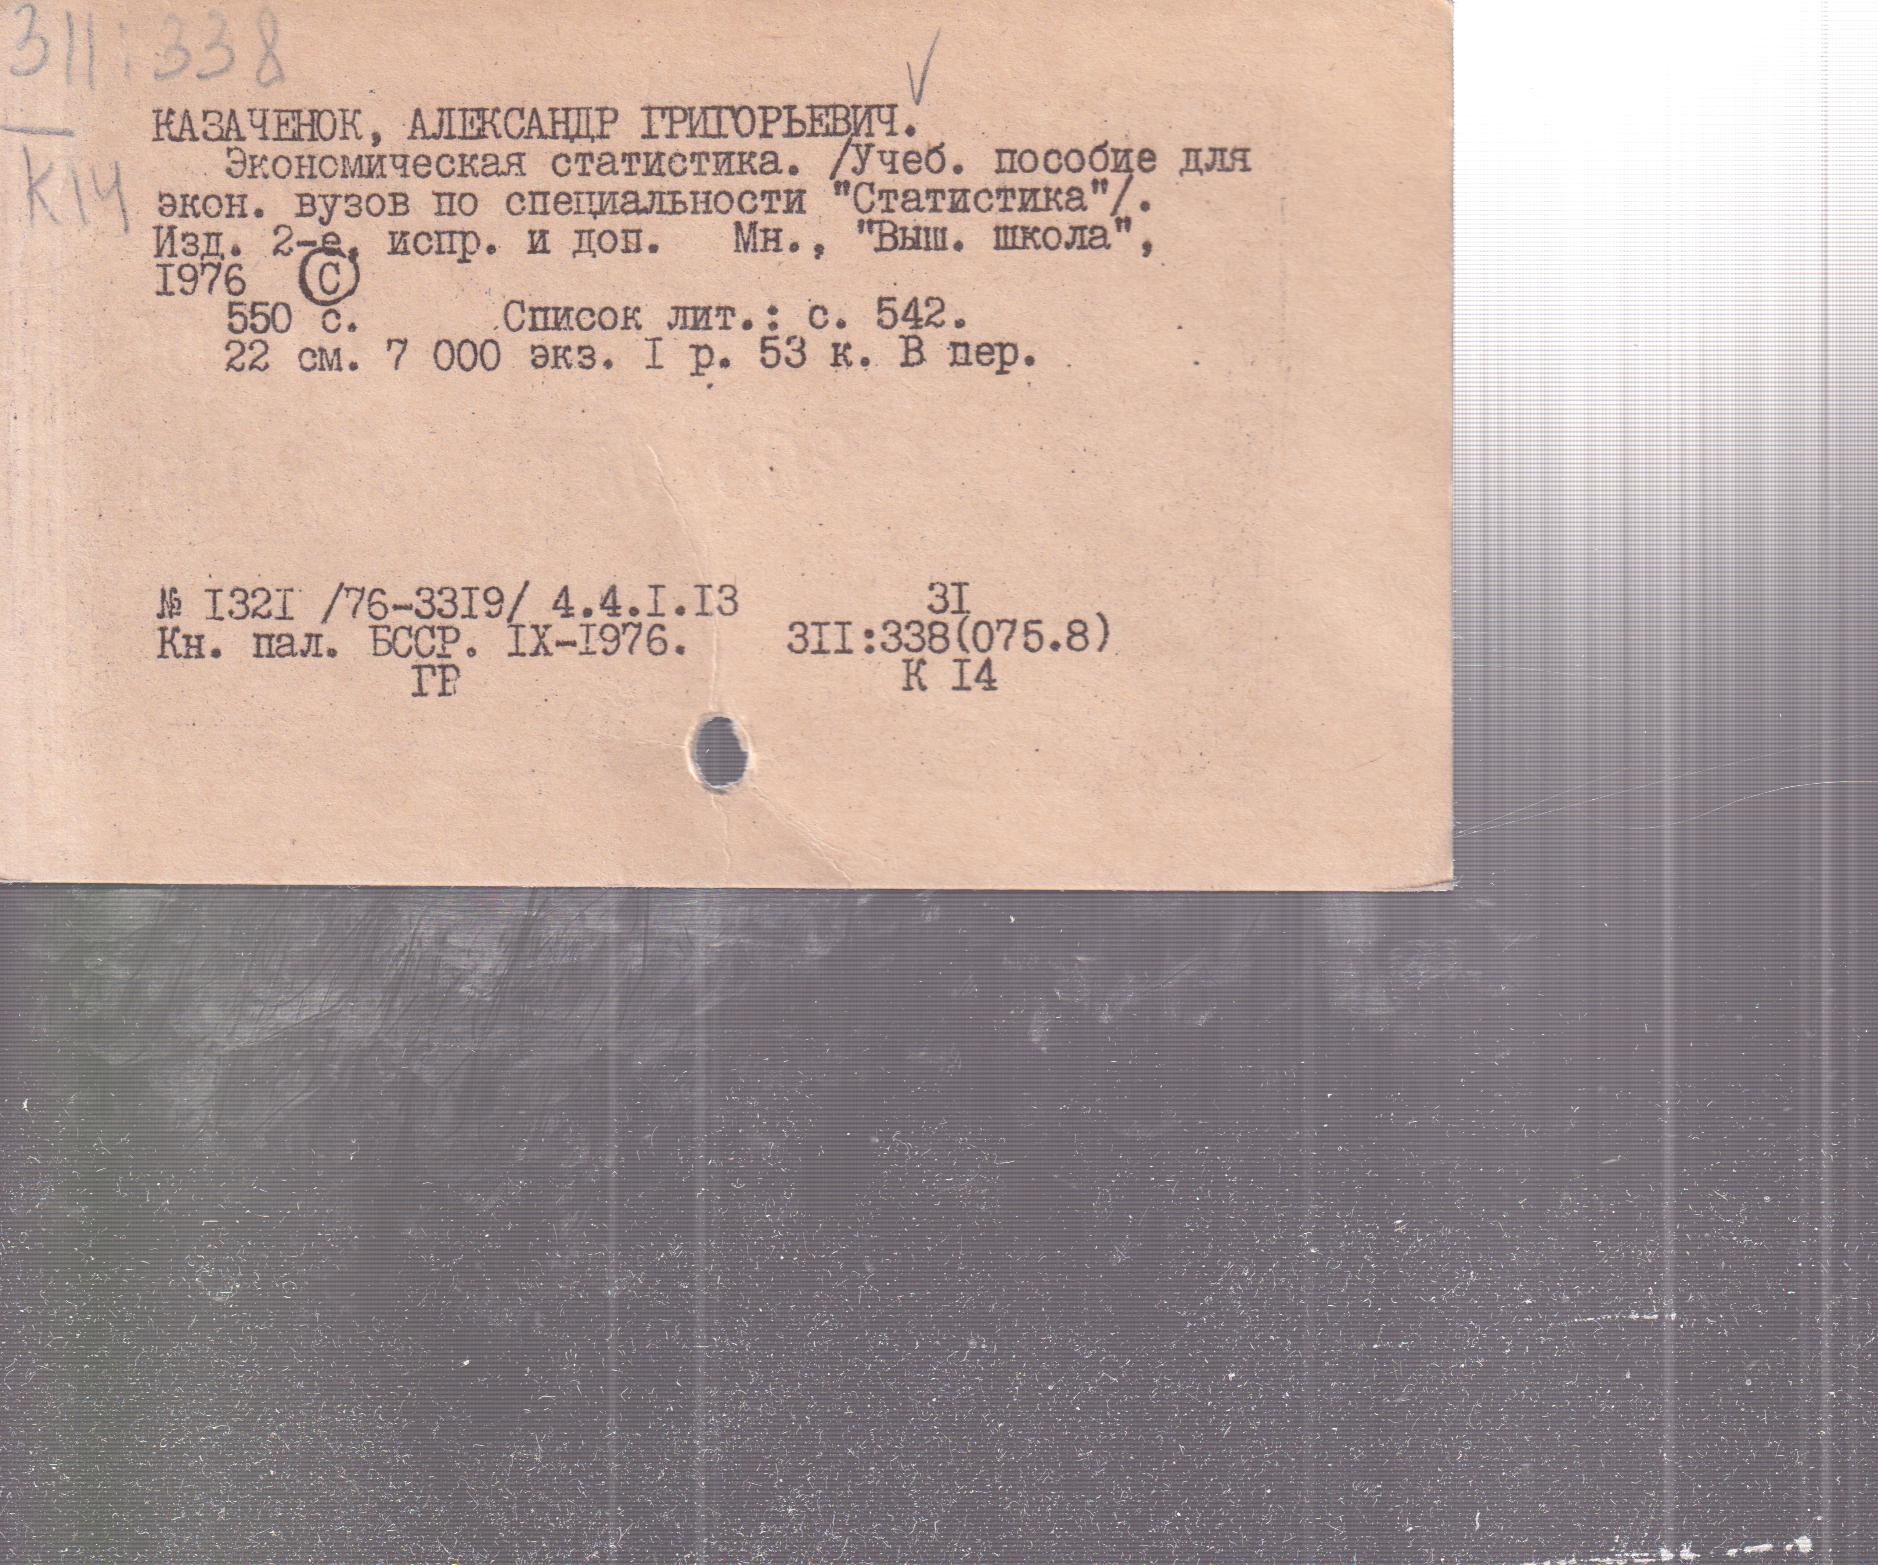 311:338
К14
КАЗАЧЕНОК, АЛЕКСАНДР ГРИГОРЬЕВИЧ.
Экономическая статистика. /Учеб. пособие для
экон. вузов по специальности "Статистика"/.
Изд. 2-е, испр. и доп. Мн., "Выш. школа",
1976 (С)
550 с. Список лит.: с. 542.
22 см. 7 000 экз. 1 р. 53 к. В пер.
№ 1321 /76-3319/ 4.4.1.13 31
Кн. пал. БССР. IX-1976. 311:338(075.8)
ГР К 14